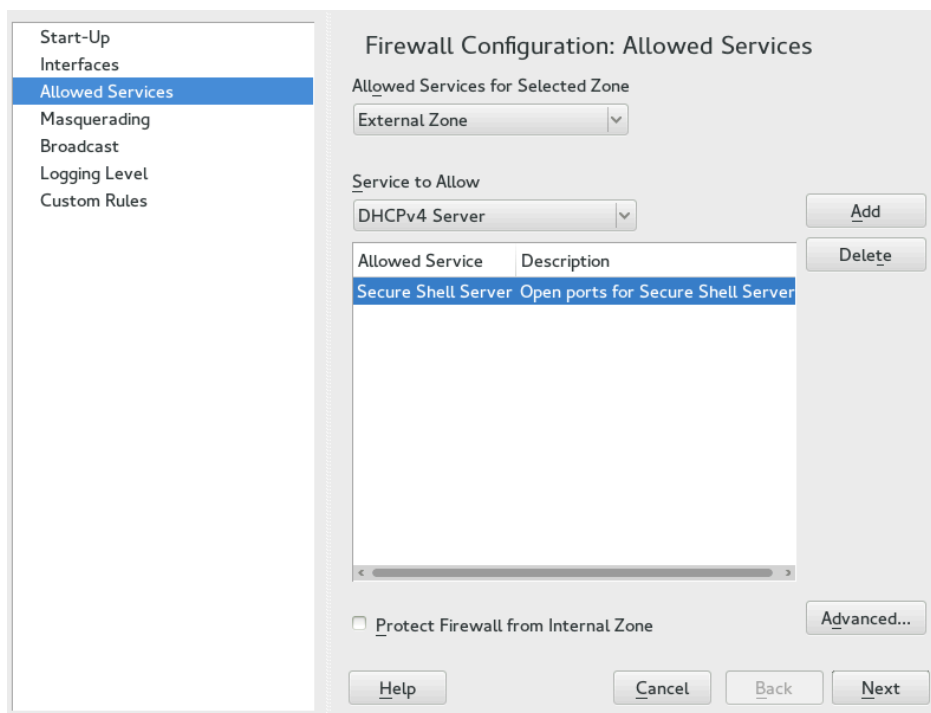 Start-Up
Interfaces
Allowed Services
Masquerading
Broadcast
Logging Level
Custom Rules
Firewall Configuration: Allowed Services
Allowed Services for Selected Zone
External Zone
Service to Allow
DHCPv4 Server
Add
Delete
Allowed Service Description
Secure Shell Server Open ports for Secure Shell Server
Protect Firewall from Internal Zone
Advanced...
Help Cancel Back Next